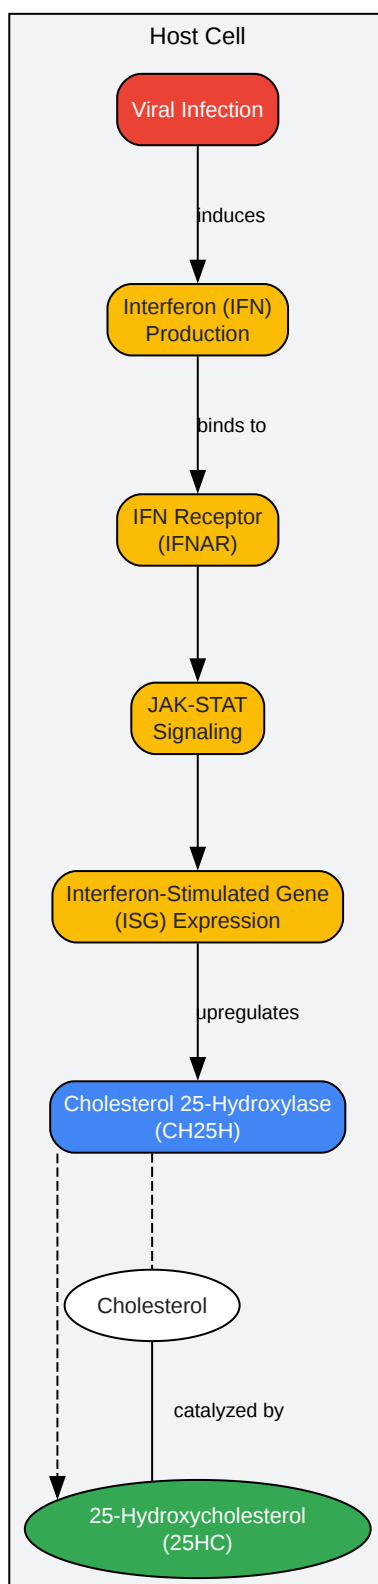 Host Cell
Viral Infection
induces
Interferon (IFN)
Production
binds to
IFN Receptor
(IFNAR)
JAK-STAT
Signaling
Interferon-Stimulated Gene
(ISG) Expression
upregulates
Cholesterol 25-Hydroxylase
(CH25H)
Cholesterol
catalyzed by
25-Hydroxycholesterol
(25HC)